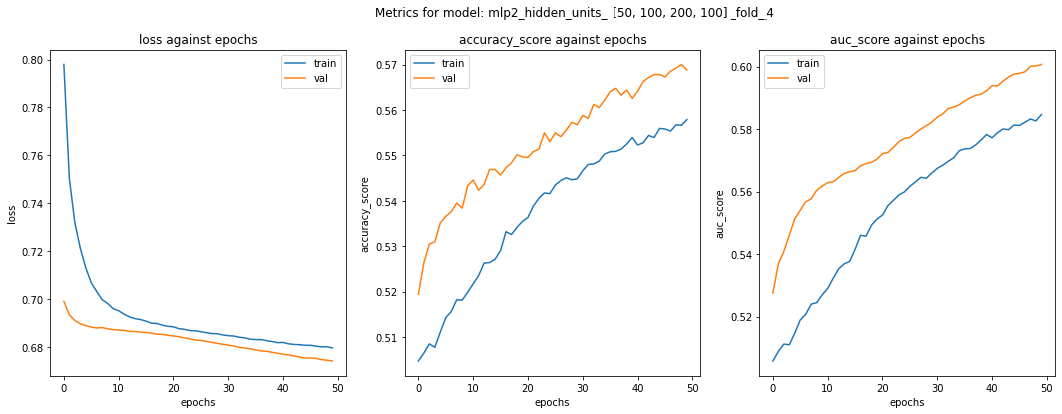 Metrics for model: mlp2_hidden_units_ [50, 100, 200, 100] _fold_4
loss against epochs
train
val
0.80
0.78
0.76
0.74
0.72
0.70
0.68
loss
0
10
20
30
40
50
epochs
accuracy_score against epochs
train
val
0.57
0.56
0.55
0.54
0.53
0.52
0.51
accuracy_score
0
10
20
30
40
50
epochs
auc_score against epochs
train
val
0.60
0.58
0.56
0.54
0.52
auc_score
0
10
20
30
40
50
epochs